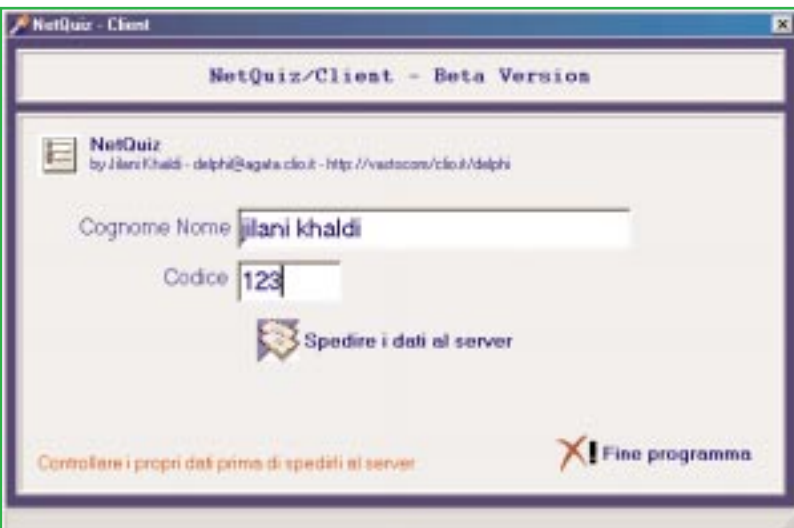 NetQuiz - Client
NetQuiz/Client - Beta Version
NetQuiz
by Jilani Khaldi - delphi@agata.clio.it - http://vastocom/clio.it/delphi
Cognome Nome jilani khaldi
Codice 123
Spedire i dati al server
Controllare i propri dati prima di spedirli al server
Fine programma